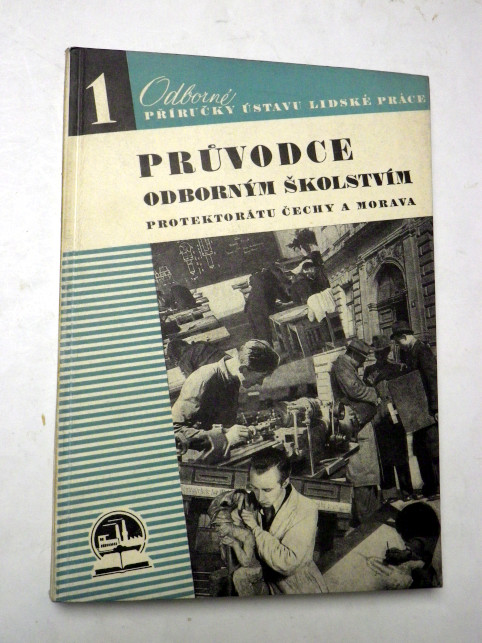 1
Odborné
PŘÍRUČKY ÚSTAVU LIDSKÉ PRÁCE
PRŮVODCE
ODBORNÝM ŠKOLSTVÍM
PROTEKTORÁTU ČECHY A MORAVA